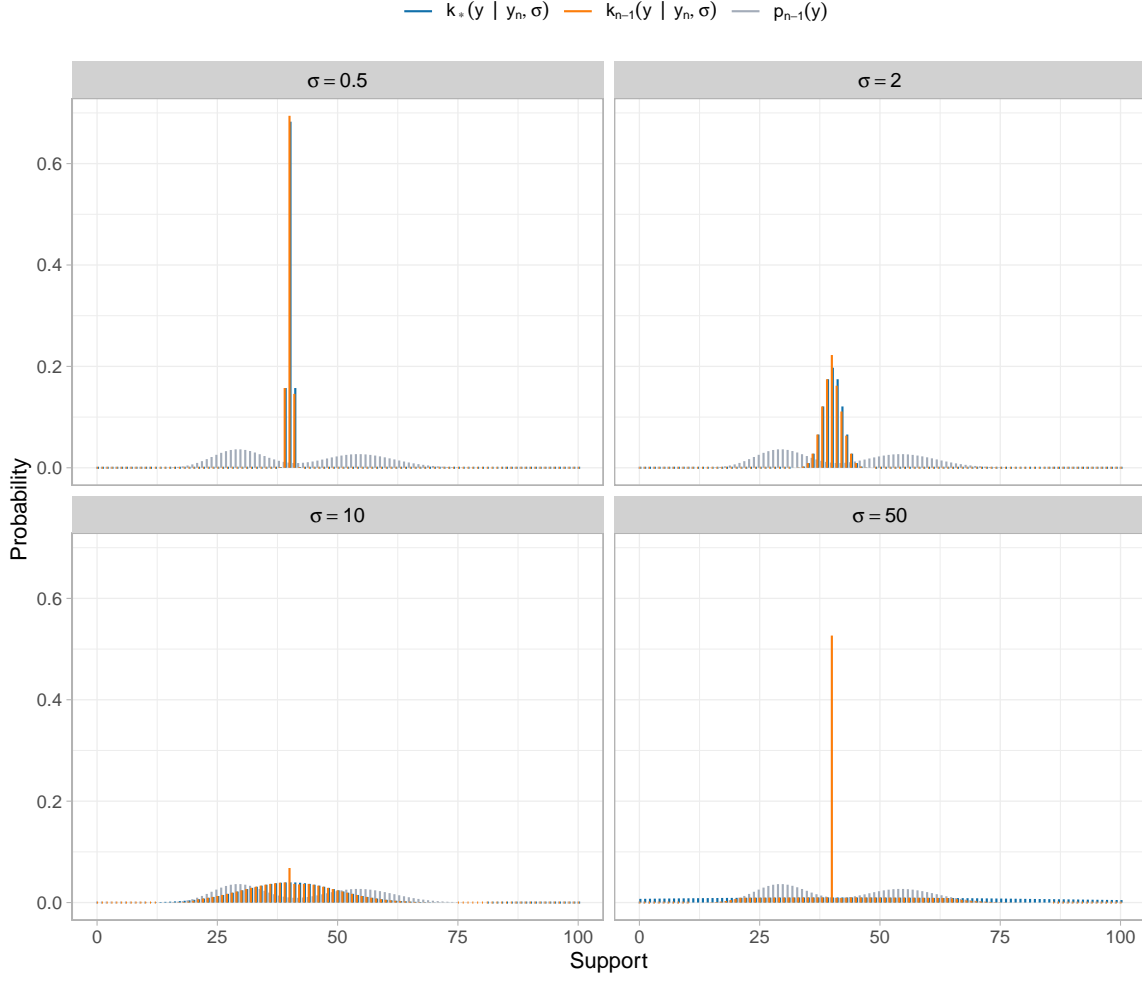 k∗(y | yₙ, σ) kₙ₋₁(y | yₙ, σ) pₙ₋₁(y)
σ = 0.5 σ = 2
0.6
0.4
0.2
0.0
Probability
σ = 10 σ = 50
0.6
0.4
0.2
0.0
0 25 50 75 100 0 25 50 75 100
Support